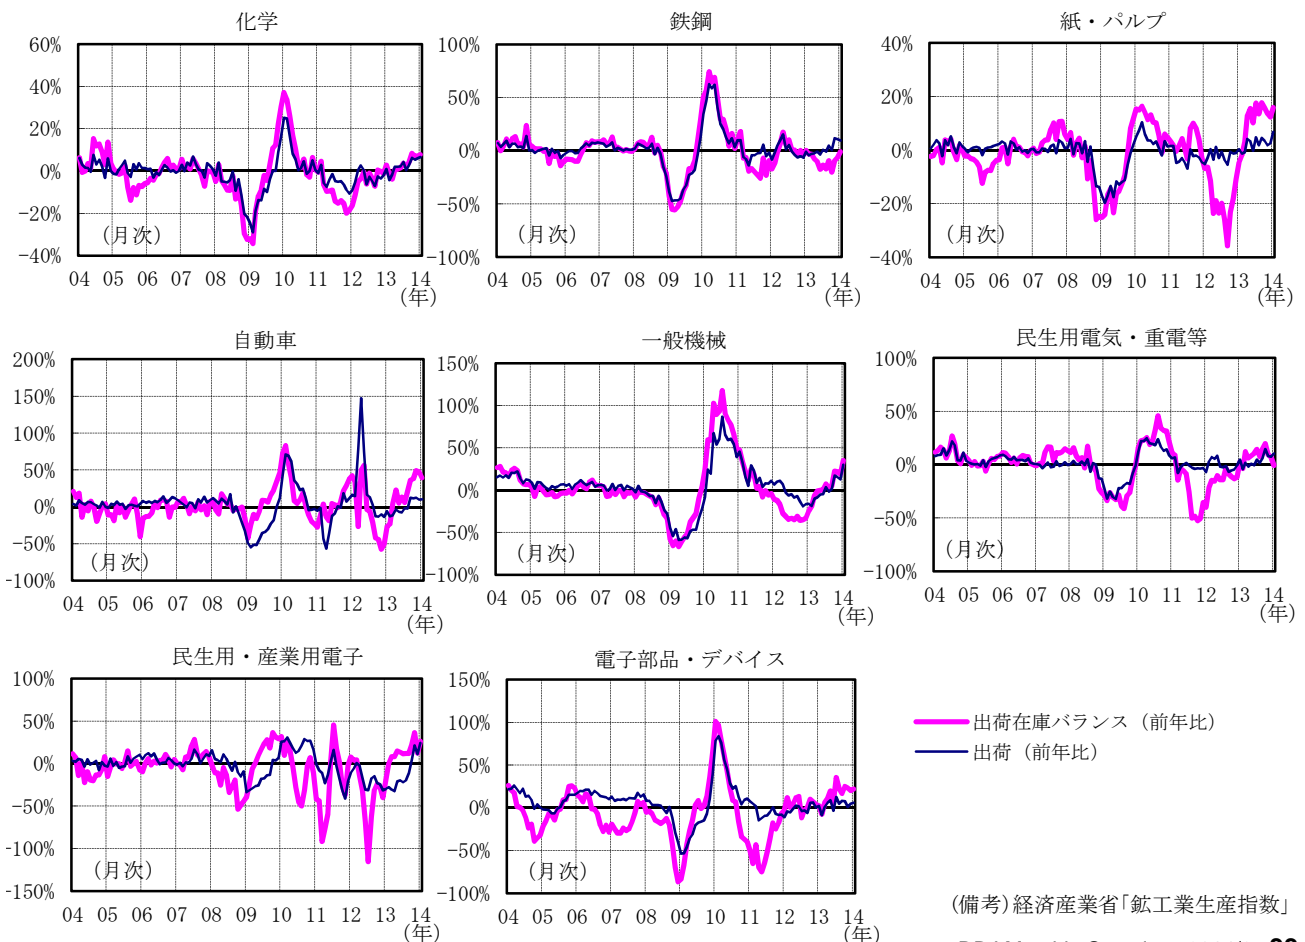 化学
60%
40%
20%
0%
-20%
-40%
(月次)
04 05 06 07 08 09 10 11 12 13 14
(年)
鉄鋼
100%
50%
0%
-50%
-100%
(月次)
04 05 06 07 08 09 10 11 12 13 14
(年)
紙・パルプ
40%
20%
0%
-20%
-40%
(月次)
04 05 06 07 08 09 10 11 12 13 14
(年)
自動車
200%
150%
100%
50%
0%
-50%
-100%
(月次)
04 05 06 07 08 09 10 11 12 13 14
(年)
一般機械
150%
100%
50%
0%
-50%
-100%
(月次)
04 05 06 07 08 09 10 11 12 13 14
(年)
民生用電気・重電等
100%
50%
0%
-50%
-100%
(月次)
04 05 06 07 08 09 10 11 12 13 14
(年)
民生用・産業用電子
100%
50%
0%
-50%
-100%
-150%
(月次)
04 05 06 07 08 09 10 11 12 13 14
(年)
電子部品・デバイス
150%
100%
50%
0%
-50%
-100%
(月次)
04 05 06 07 08 09 10 11 12 13 14
(年)
出荷在庫バランス (前年比)
出荷 (前年比)
(備考)経済産業省「鉱工業生産指数」